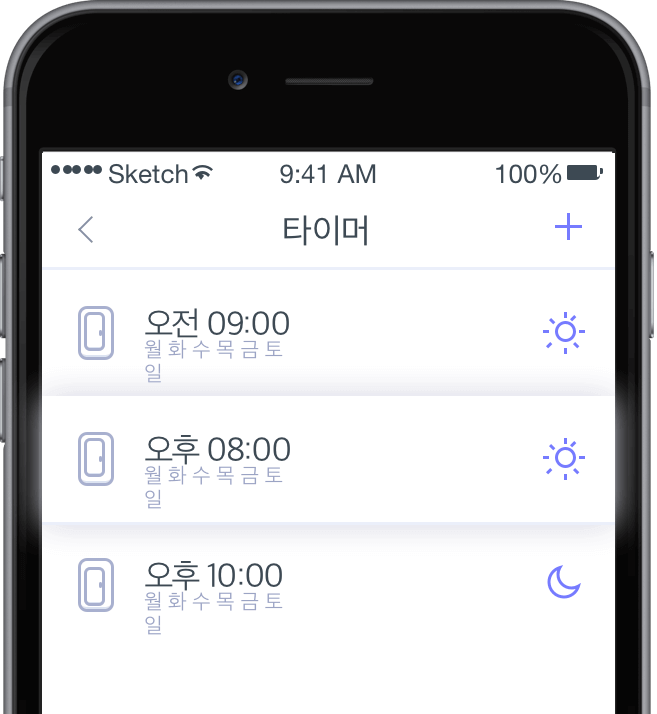 Sketch 9:41 AM 100%
타이머
오전 09:00
월 화 수 목 금 토
일
오후 08:00
월 화 수 목 금 토
일
오후 10:00
월 화 수 목 금 토
일